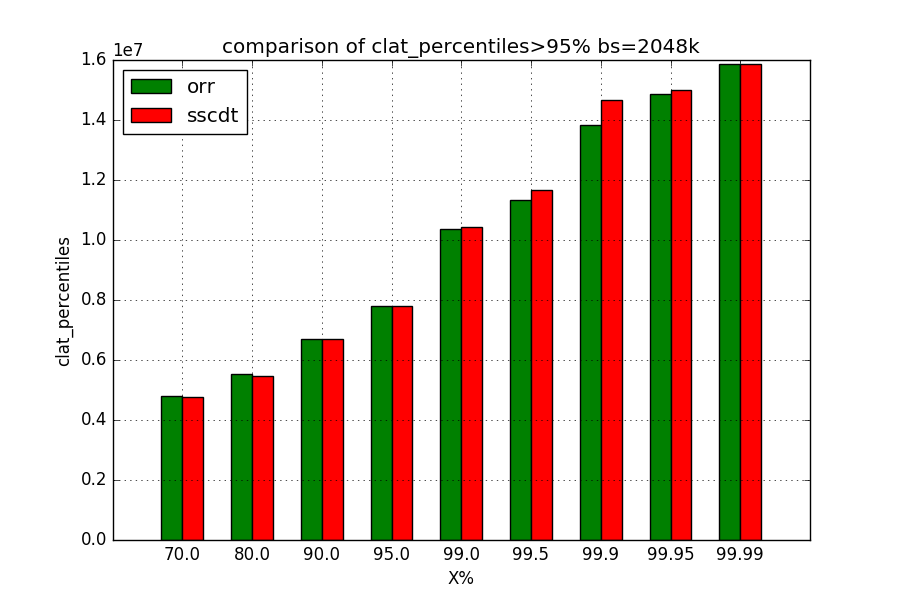 comparison of clat_percentiles>95% bs=2048k
1e7
1.6
1.4
1.2
1.0
0.8
0.6
0.4
0.2
0.0
clat_percentiles
orr
sscdt
70.0 80.0 90.0 95.0 99.0 99.5 99.9 99.95 99.99
X%